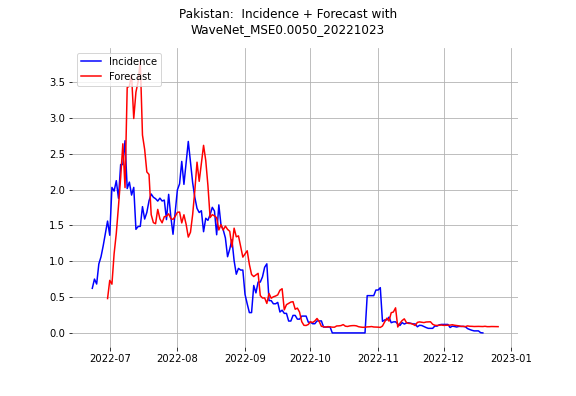 Pakistan:  Incidence + Forecast with
WaveNet_MSE0.0050_20221023
Incidence
Forecast
3.5
3.0
2.5
2.0
1.5
1.0
0.5
0.0
2022-07 2022-08 2022-09 2022-10 2022-11 2022-12 2023-01